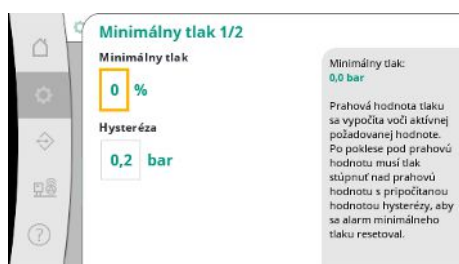 Minimálny tlak 1/2
Minimálny tlak
0 %
Hysteréza
0,2 bar
Minimálny tlak:
0,0 bar
Prahová hodnota tlaku
sa vypočíta voči aktívnej
požadovanej hodnote.
Po poklese pod prahovú
hodnotu musí tlak
stúpnuť nad prahovú
hodnotu s pripočítanou
hodnotou hysterézy, aby
sa alarm minimálneho
tlaku resetoval.